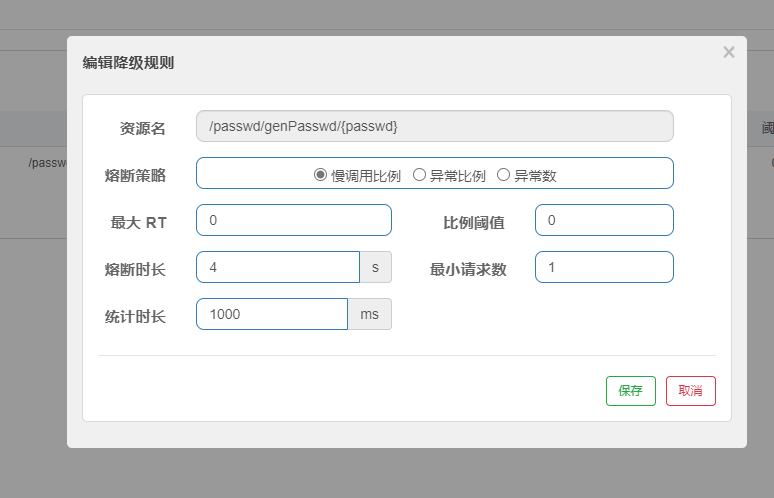 编辑降级规则
×
阈
资源名 /passwd/genPasswd/{passwd}
/passw
熔断策略 慢调用比例 异常比例 异常数
最大 RT 0 比例阈值 0
熔断时长 4 s 最小请求数 1
统计时长 1000 ms
保存 取消